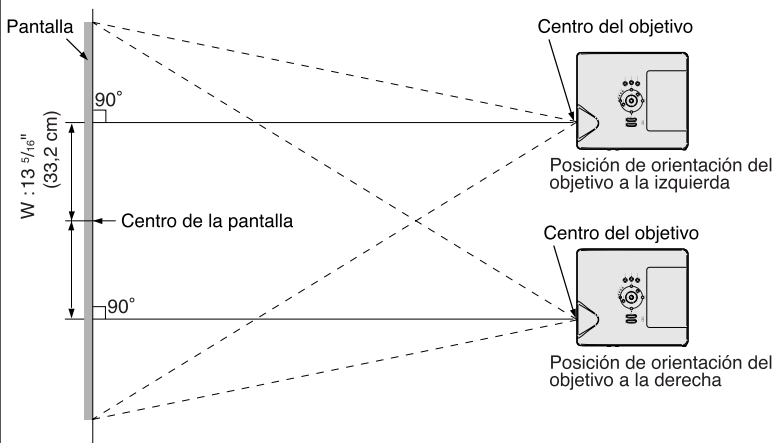 Pantalla
Centro del objetivo
90˚
W : 13 5/16"
(33,2 cm)
Posición de orientación del
objetivo a la izquierda
Centro de la pantalla
Centro del objetivo
90˚
Posición de orientación del
objetivo a la derecha